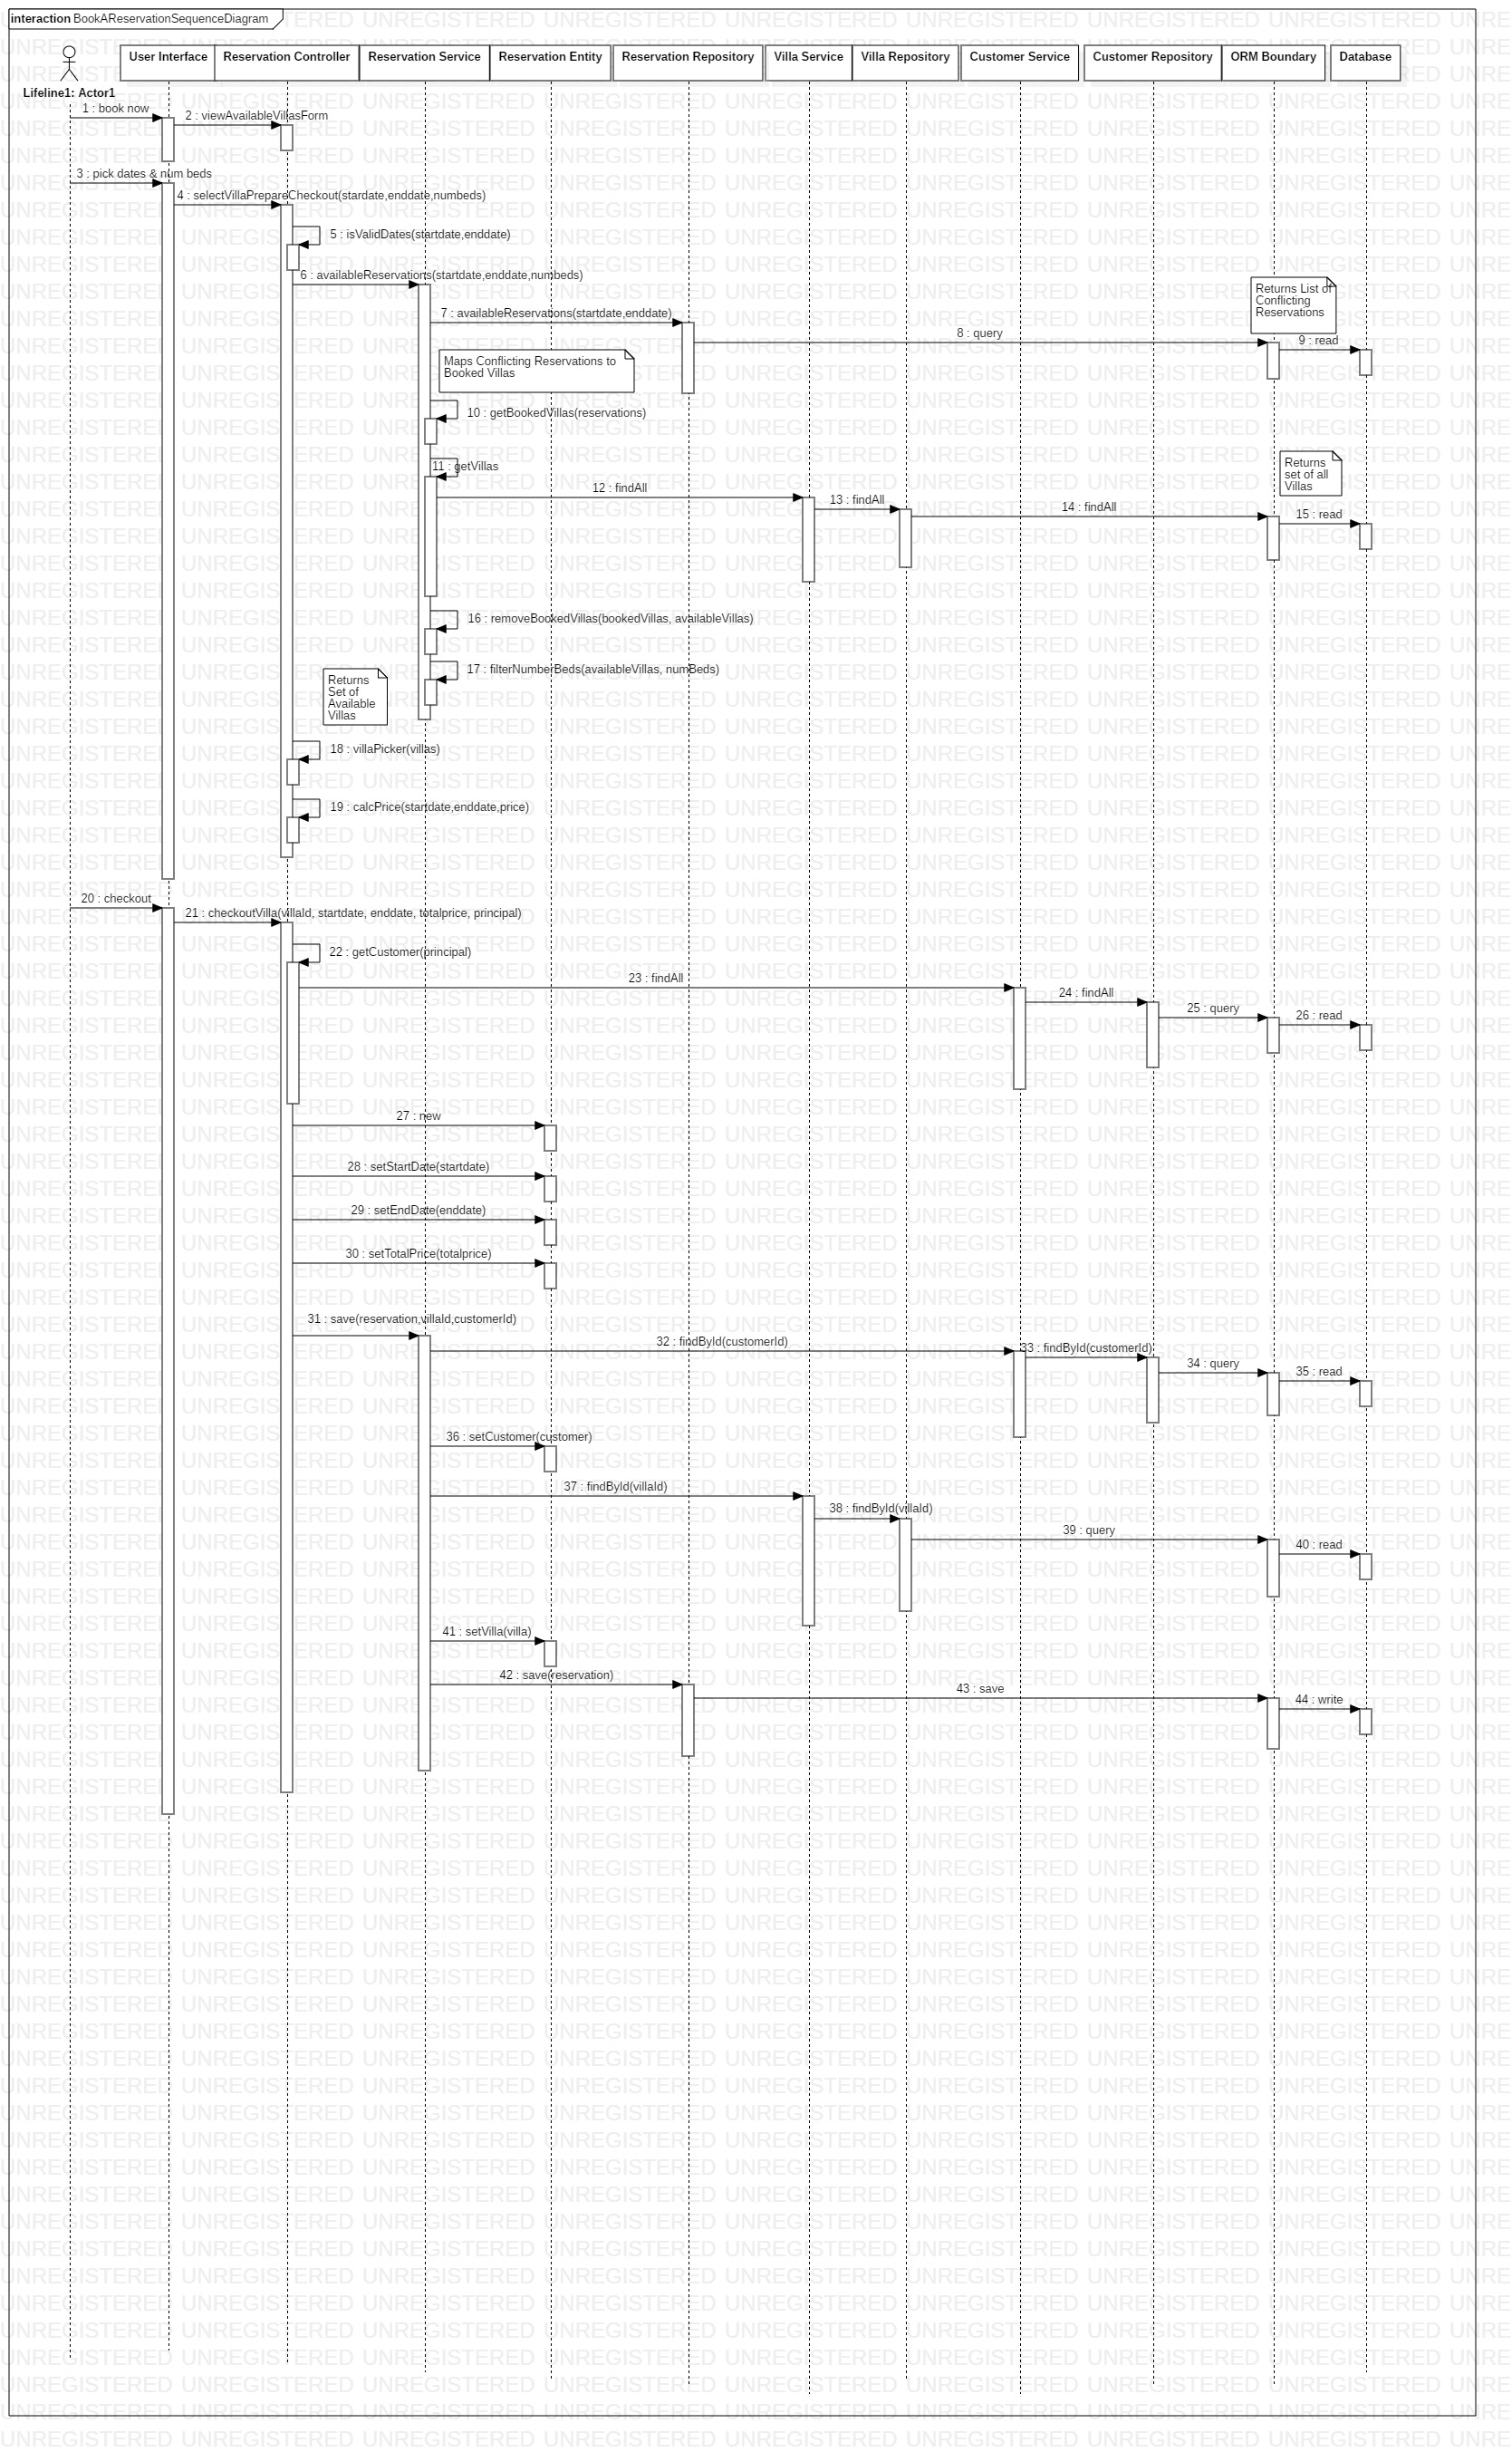 interaction BookAReservationSequenceDiagram
User Interface
Reservation Controller
Reservation Service
Reservation Entity
Reservation Repository
Villa Service
Villa Repository
Customer Service
Customer Repository
ORM Boundary
Database
Lifeline1: Actor1
1 : book now
2 : viewAvailableVillasForm
3 : pick dates & num beds
4 : selectVillaPrepareCheckout(stardate,enddate,numbeds)
5 : isValidDates(startdate,enddate)
6 : availableReservations(startdate,enddate,numbeds)
Returns List of
Conflicting
Reservations
7 : availableReservations(startdate,enddate)
8 : query
9 : read
Maps Conflicting Reservations to
Booked Villas
10 : getBookedVillas(reservations)
11 : getVillas
Returns
set of all
Villas
12 : findAll
13 : findAll
14 : findAll
15 : read
16 : removeBookedVillas(bookedVillas, availableVillas)
17 : filterNumberBeds(availableVillas, numBeds)
Returns
Set of
Available
Villas
18 : villaPicker(villas)
19 : calcPrice(startdate,enddate,price)
20 : checkout
21 : checkoutVilla(villaId, startdate, enddate, totalprice, principal)
22 : getCustomer(principal)
23 : findAll
24 : findAll
25 : query
26 : read
27 : new
28 : setStartDate(startdate)
29 : setEndDate(enddate)
30 : setTotalPrice(totalprice)
31 : save(reservation,villaId,customerId)
32 : findById(customerId)
33 : findById(customerId)
34 : query
35 : read
36 : setCustomer(customer)
37 : findById(villaId)
38 : findById(villaId)
39 : query
40 : read
41 : setVilla(villa)
42 : save(reservation)
43 : save
44 : write